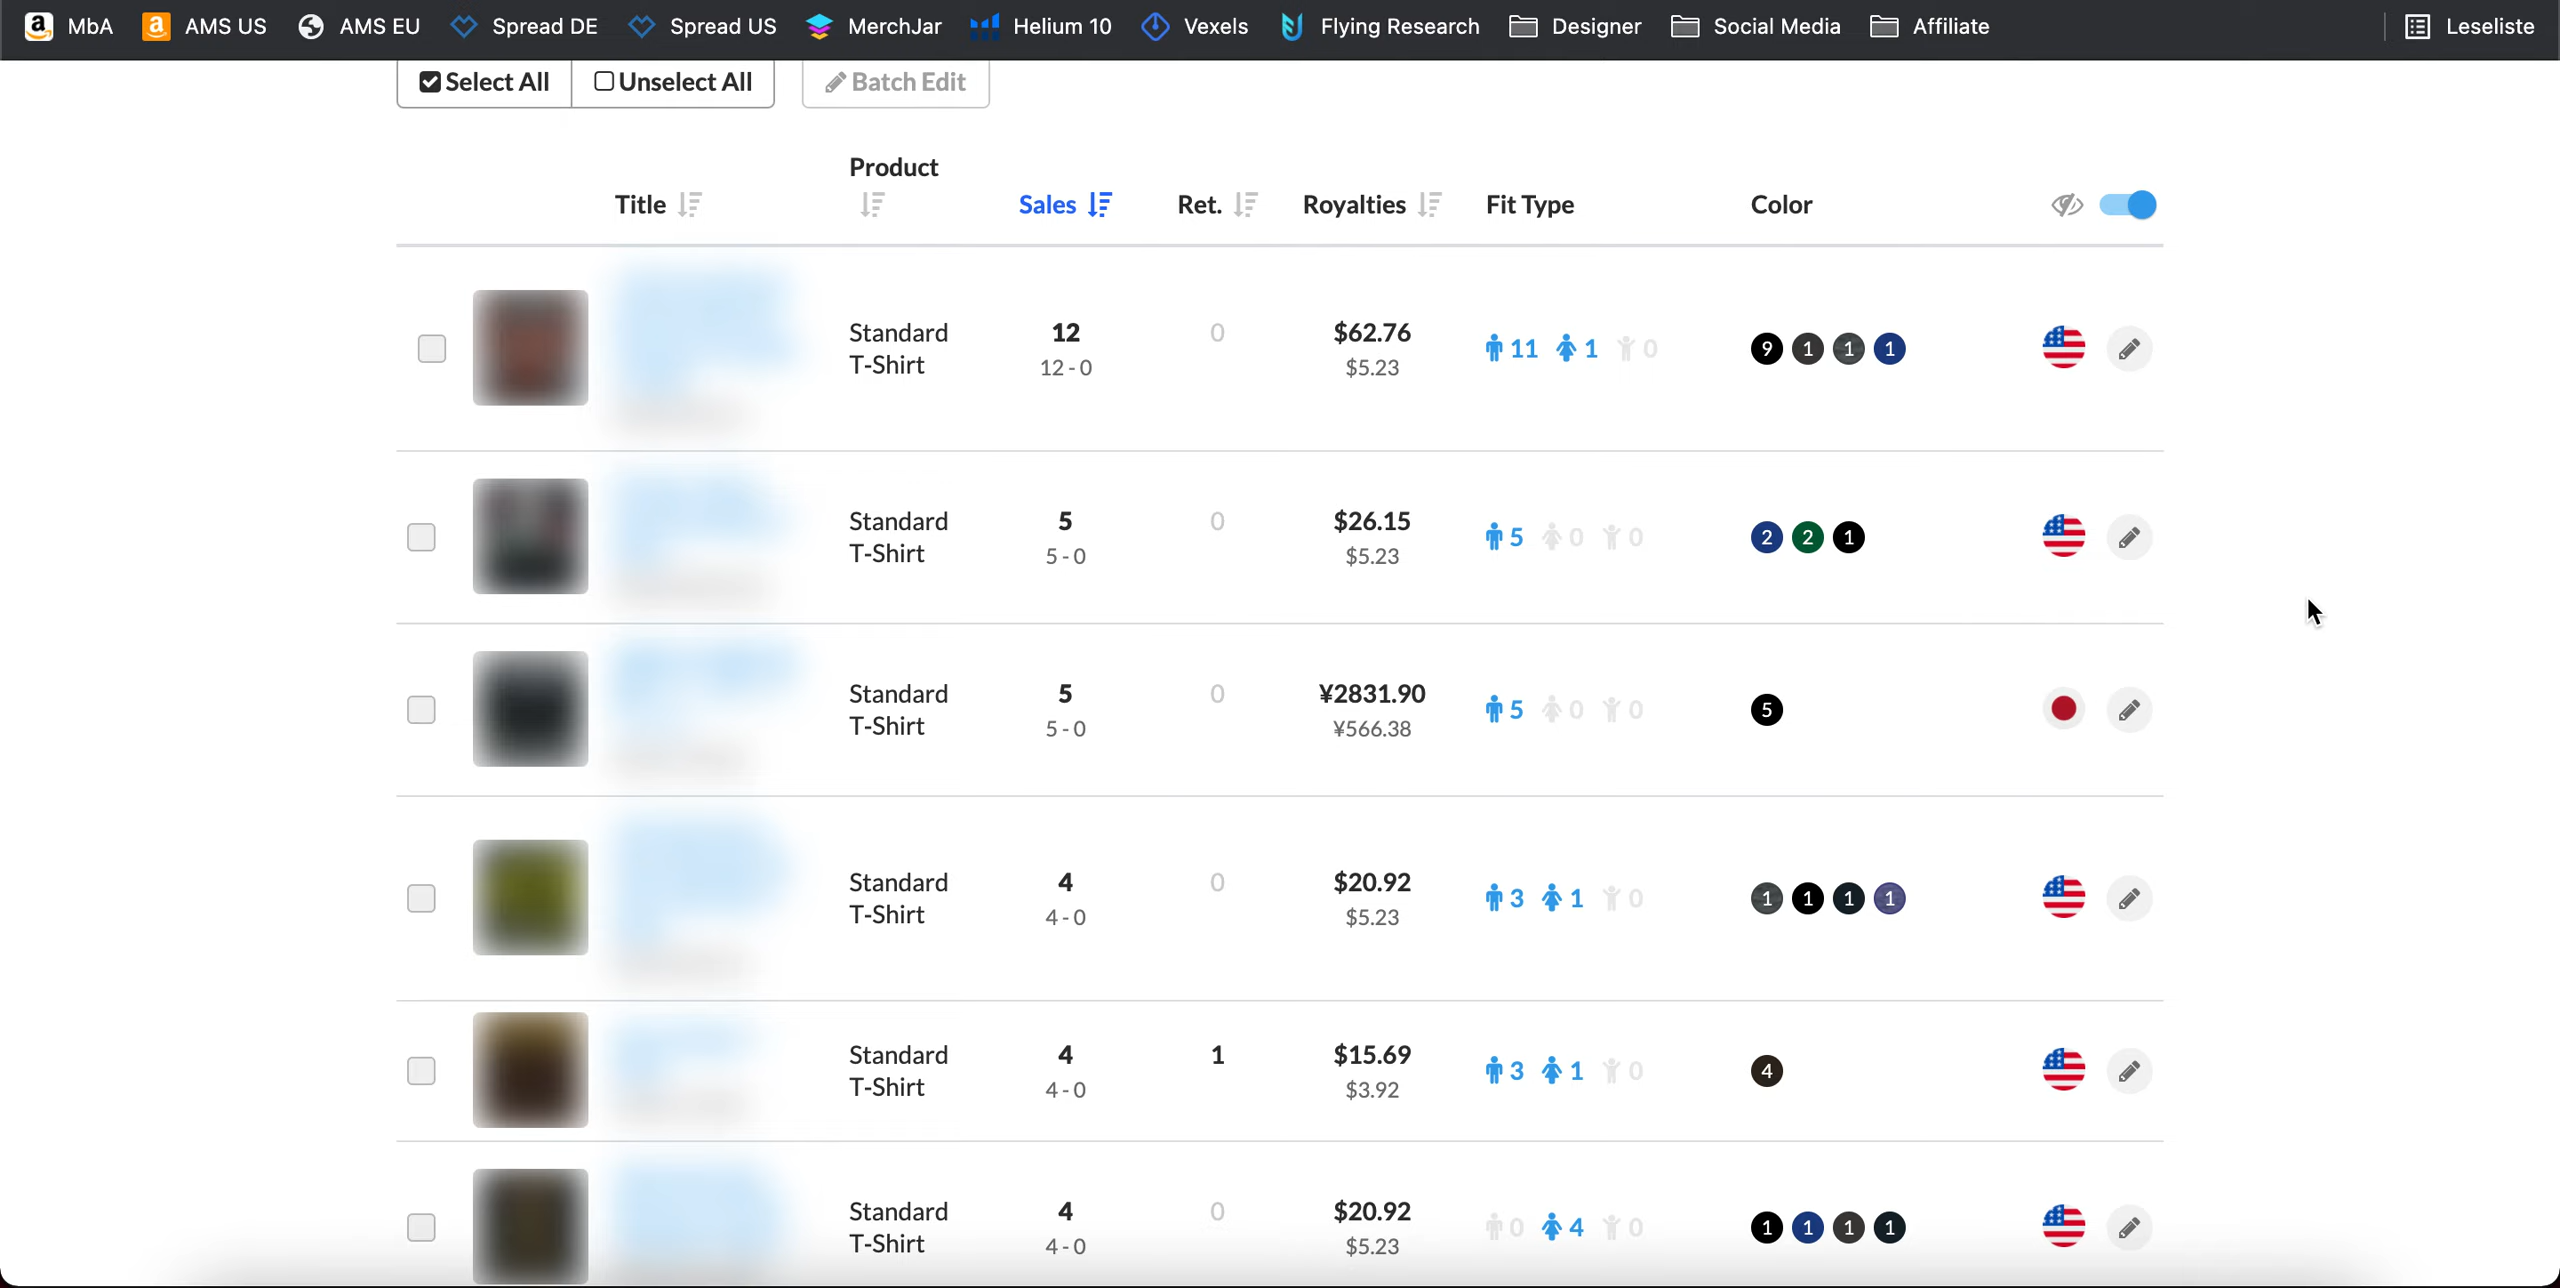 MbA AMS US AMS EU Spread DE Spread US MerchJar Helium 10 Vexels Flying Research Designer Social Media Affiliate Leseliste
Select All Unselect All Batch Edit
Product
Title Sales Ret. Royalties Fit Type Color
Standard 12 0 $62.76 11 1 0 9 1 1 1
T-Shirt 12 - 0 $5.23
Standard 5 0 $26.15 5 0 0 2 2 1
T-Shirt 5 - 0 $5.23
Standard 5 0 ¥2831.90 5 0 0 5
T-Shirt 5 - 0 ¥566.38
Standard 4 0 $20.92 3 1 0 1 1 1 1
T-Shirt 4 - 0 $5.23
Standard 4 1 $15.69 3 1 0 4
T-Shirt 4 - 0 $3.92
Standard 4 0 $20.92 0 4 0 1 1 1 1
T-Shirt 4 - 0 $5.23